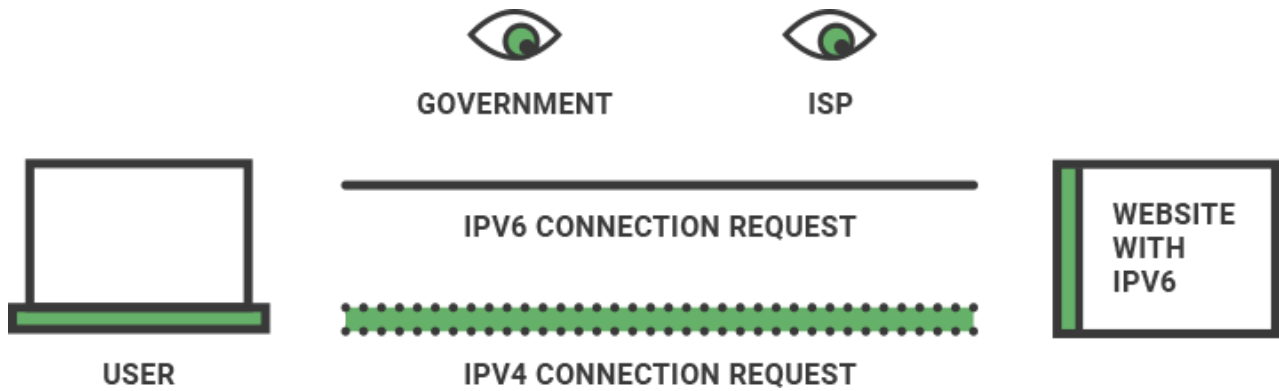 GOVERNMENT
ISP
IPV6 CONNECTION REQUEST
WEBSITE
WITH
IPV6
USER
IPV4 CONNECTION REQUEST